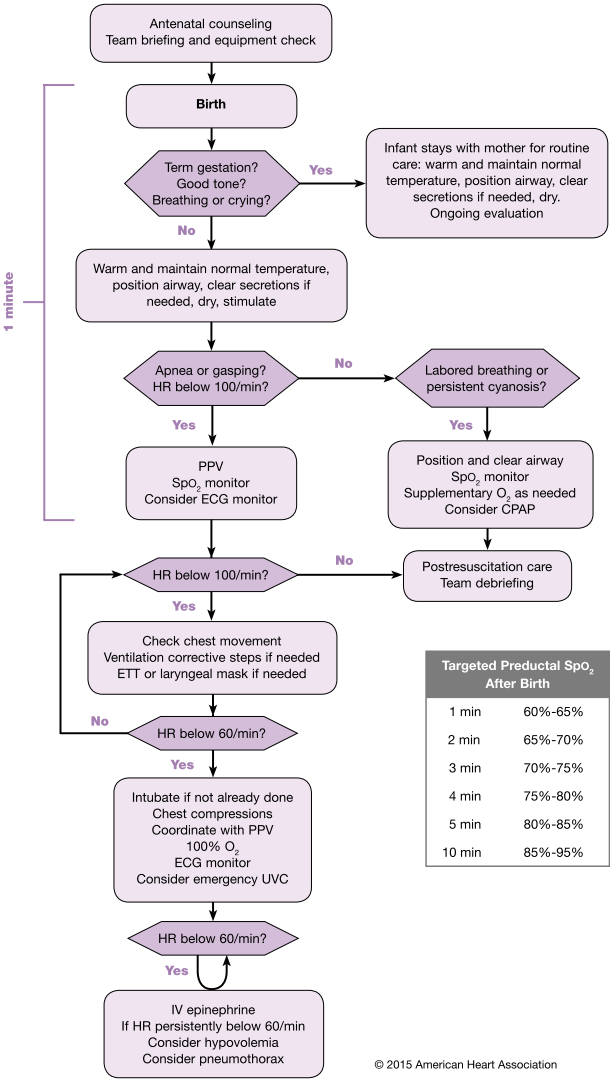 Antenatal counseling
Team briefing and equipment check
Birth
Term gestation?
Good tone?
Breathing or crying?
Yes
Infant stays with mother for routine
care: warm and maintain normal
temperature, position airway, clear
secretions if needed, dry.
Ongoing evaluation
No
1 minute
Warm and maintain normal temperature,
position airway, clear secretions if
needed, dry, stimulate
Apnea or gasping?
HR below 100/min?
No
Labored breathing or
persistent cyanosis?
Yes
Yes
PPV
SpO₂ monitor
Consider ECG monitor
Position and clear airway
SpO₂ monitor
Supplementary O₂ as needed
Consider CPAP
HR below 100/min?
No
Postresuscitation care
Team debriefing
Yes
Check chest movement
Ventilation corrective steps if needed
ETT or laryngeal mask if needed
No
HR below 60/min?
Yes
Intubate if not already done
Chest compressions
Coordinate with PPV
100% O₂
ECG monitor
Consider emergency UVC
HR below 60/min?
Yes
IV epinephrine
If HR persistently below 60/min
Consider hypovolemia
Consider pneumothorax
Targeted Preductal SpO₂
After Birth
1 min 60%-65%
2 min 65%-70%
3 min 70%-75%
4 min 75%-80%
5 min 80%-85%
10 min 85%-95%
© 2015 American Heart Association